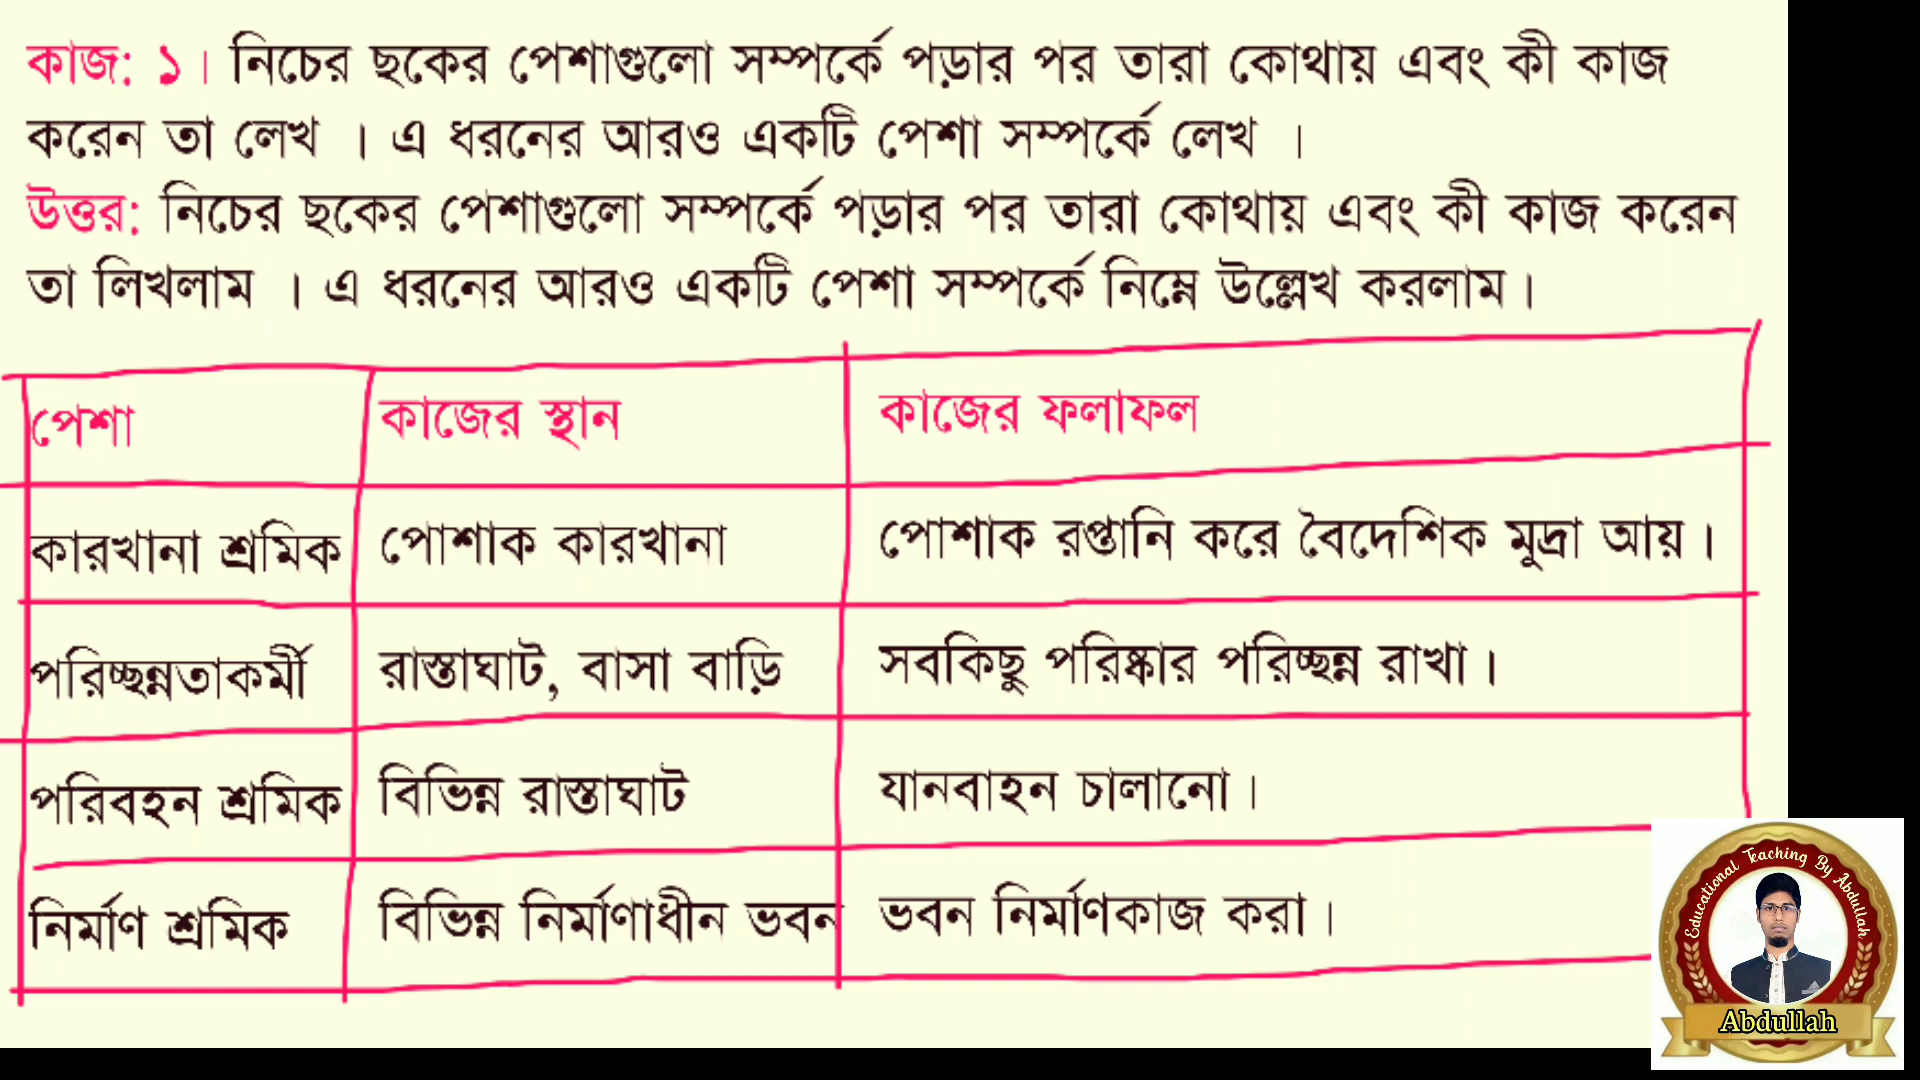 কাজ: ১। নিচের ছকের পেশাগুলো সম্পর্কে পড়ার পর তারা কোথায় এবং কী কাজ
করেন তা লেখ । এ ধরনের আরও একটি পেশা সম্পর্কে লেখ ।
উত্তর: নিচের ছকের পেশাগুলো সম্পর্কে পড়ার পর তারা কোথায় এবং কী কাজ করেন
তা লিখলাম । এ ধরনের আরও একটি পেশা সম্পর্কে নিম্নে উল্লেখ করলাম।
পেশা কাজের স্থান কাজের ফলাফল
কারখানা শ্রমিক পোশাক কারখানা পোশাক রপ্তানি করে বৈদেশিক মুদ্রা আয়।
পরিচ্ছন্নতাকর্মী রাস্তাঘাট, বাসা বাড়ি সবকিছু পরিষ্কার পরিচ্ছন্ন রাখা।
পরিবহন শ্রমিক বিভিন্ন রাস্তাঘাট যানবাহন চালানো।
নির্মাণ শ্রমিক বিভিন্ন নির্মাণাধীন ভবন ভবন নির্মাণকাজ করা।
Educational Teaching By Abdullah
Abdullah